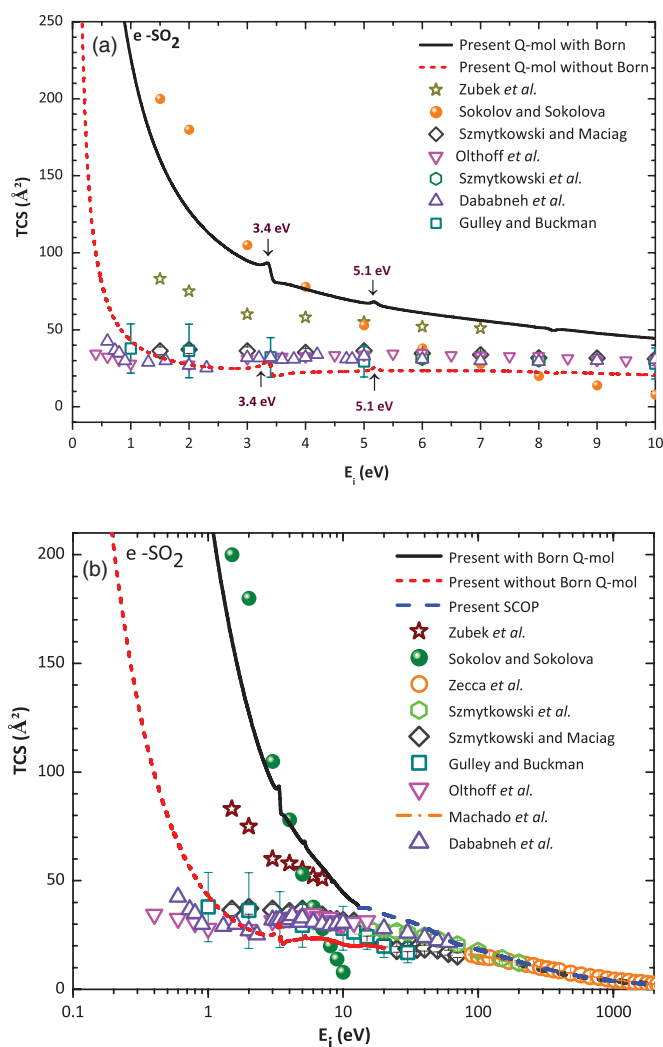 (a)
e -SO2
250
200
150
100
50
0
TCS (Å²)
Present Q-mol with Born
Present Q-mol without Born
Zubek et al.
Sokolov and Sokolova
Szmytkowski and Maciag
Olthoff et al.
Szmytkowski et al.
Dababneh et al.
Gulley and Buckman
3.4 eV
5.1 eV
3.4 eV
5.1 eV
0 1 2 3 4 5 6 7 8 9 10
Ei (eV)
(b)
e -SO2
200
150
100
50
0
TCS (Å²)
Present with Born Q-mol
Present without Born Q-mol
Present SCOP
Zubek et al.
Sokolov and Sokolova
Zecca et al.
Szmytkowski et al.
Szmytkowski and Maciag
Gulley and Buckman
Olthoff et al.
Machado et al.
Dababneh et al.
0.1 1 10 100 1000
Ei (eV)